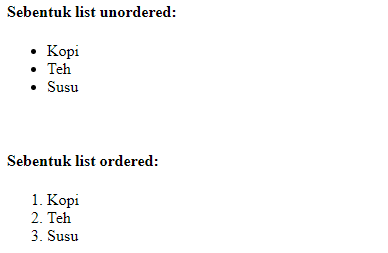 Sebentuk list unordered:
• Kopi
• Teh
• Susu
Sebentuk list ordered:
1. Kopi
2. Teh
3. Susu